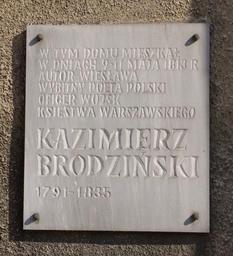 W TYM DOMU MIESZKAŁ
W DNIACH 9-11 MAJA R
AUTOR WIESŁAWA
WYBITNY POETA POLSKI
OFICER WOJSK
KSIĘSTWA WARSZAWSKIEGO
KAZIMIERZ
BRODZIŃSKI
1791-1835